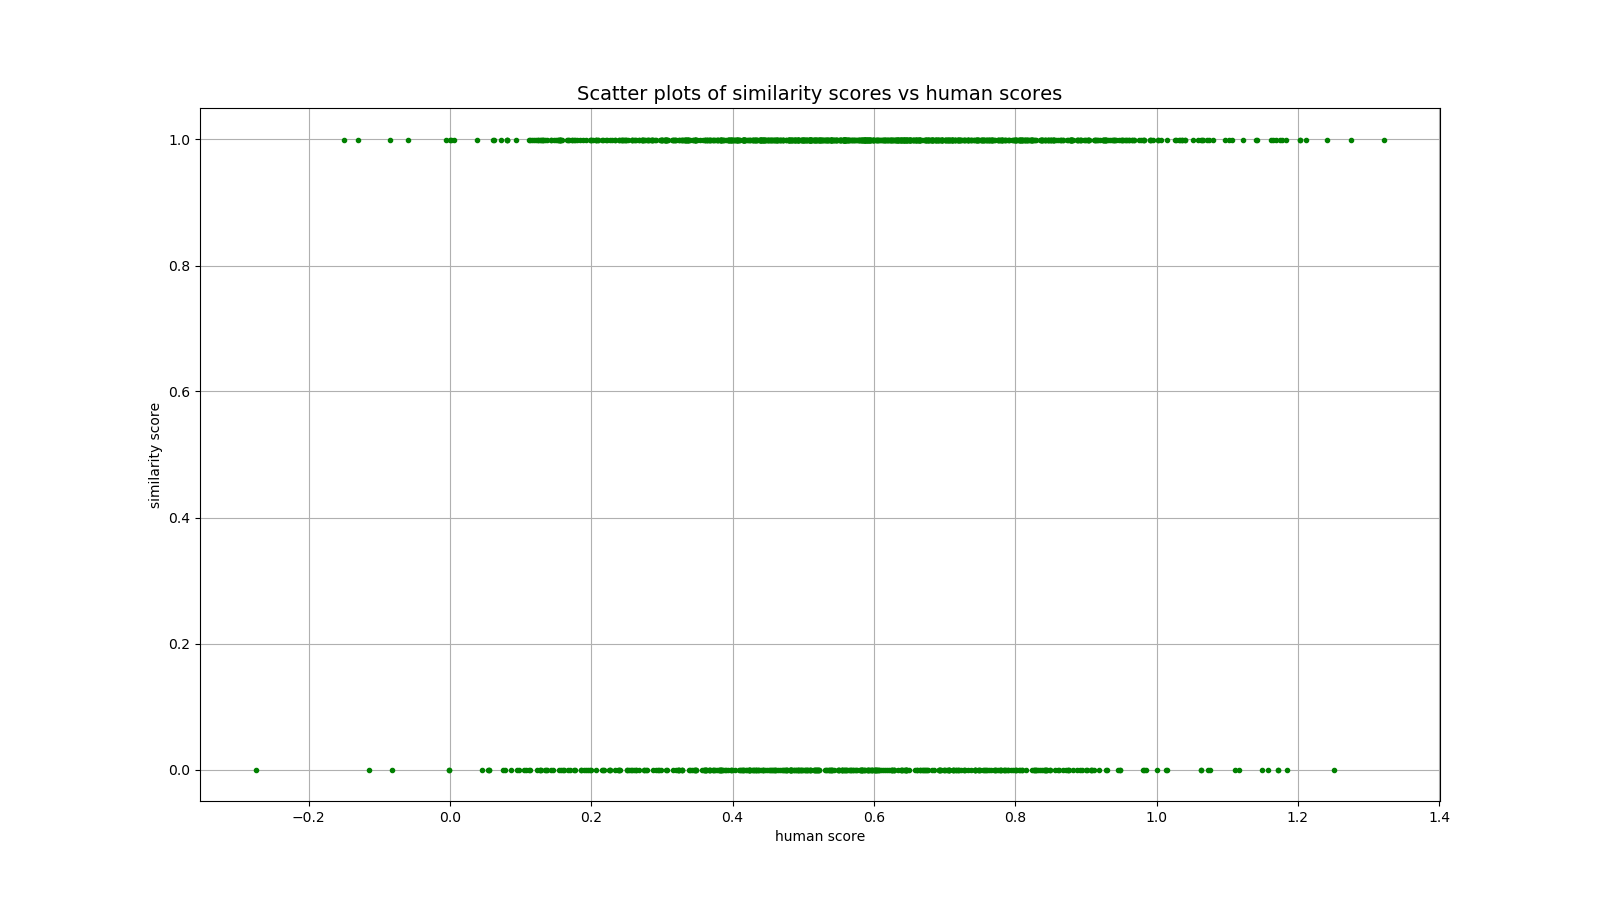 Scatter plots of similarity scores vs human scores
1.0
0.8
0.6
0.4
0.2
0.0
similarity score
−0.2 0.0 0.2 0.4 0.6 0.8 1.0 1.2 1.4
human score